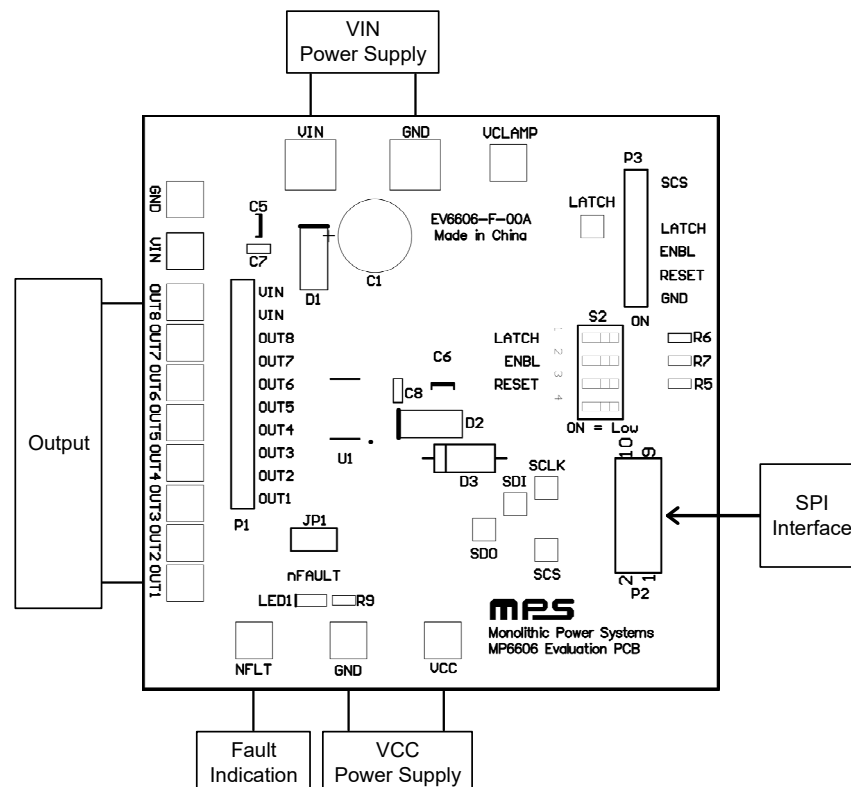 VIN
Power Supply
VIN
GND
VCLAMP
P3
SCS
GND
C5
LATCH
EV6606-F-00A
Made in China
LATCH
VIN
ENBL
C7
RESET
D1
C1
GND
VIN
S2
ON
OUT8
VIN
OUT8
LATCH
1
R6
OUT7
OUT7
C6
ENBL
2
R7
OUT6
OUT6
C8
RESET
3
R5
OUT5
OUT5
4
OUT4
D2
ON = Low
Output
OUT4
OUT3
U1
10
9
OUT3
OUT2
D3
SCLK
OUT1
SDI
SPI
Interface
P1
JP1
OUT2
SDO
nFAULT
SCS
2
1
OUT1
LED1
R9
P2
MPS
Monolithic Power Systems
MP6606 Evaluation PCB
NFLT
GND
VCC
Fault
Indication
VCC
Power Supply